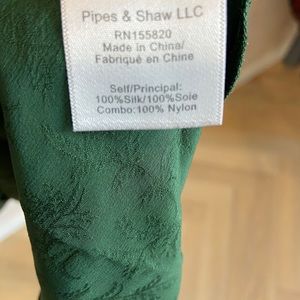 Pipes & Shaw LLC
RN155820
Made in China/
Fabriqué en Chine
Self/Principal:
100%Silk/100%Soie
Combo:100% Nylon